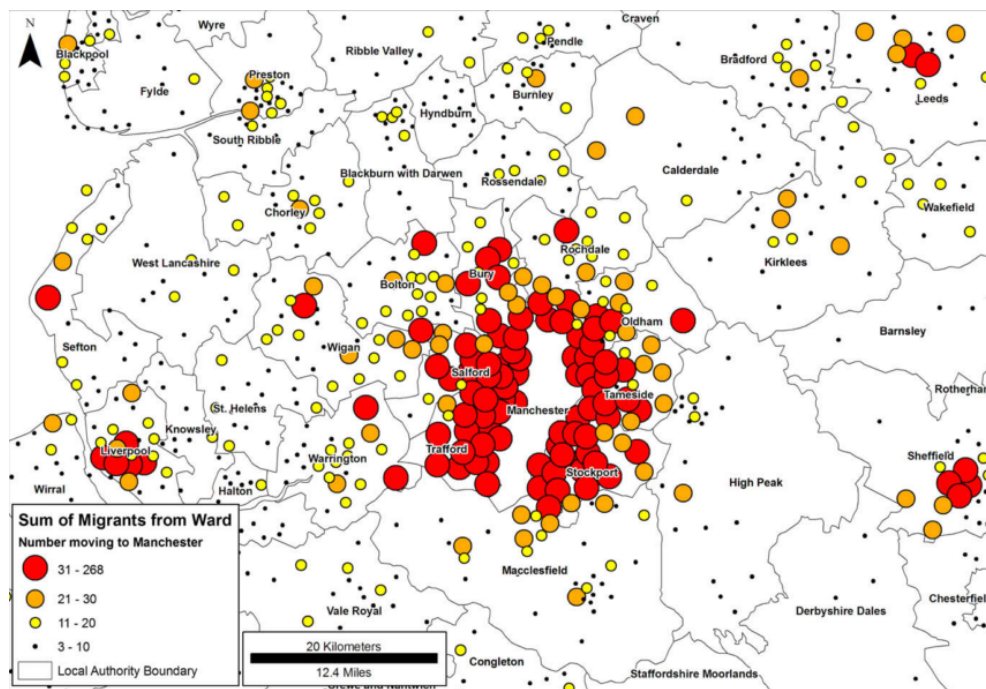 N
Wyre
Craven
Blackpool
Ribble Valley
Pendle
Bradford
Preston
Fylde
Burnley
Leeds
Hyndburn
South Ribble
Blackburn with Darwen
Rossendale
Calderdale
Wakefield
Chorley
West Lancashire
Rochdale
Kirklees
Bury
Bolton
Oldham
Barnsley
Sefton
Wigan
Salford
Rotherham
Tameside
St. Helens
Manchester
Knowsley
Liverpool
Trafford
Warrington
Stockport
Sheffield
Wirral
Halton
High Peak
Sum of Migrants from Ward
Number moving to Manchester
31 - 268
21 - 30
11 - 20
3 - 10
Local Authority Boundary
Macclesfield
Vale Royal
Chesterfield
Derbyshire Dales
20 Kilometers
12.4 Miles
Congleton
Staffordshire Moorlands
Crewe and Nantwich